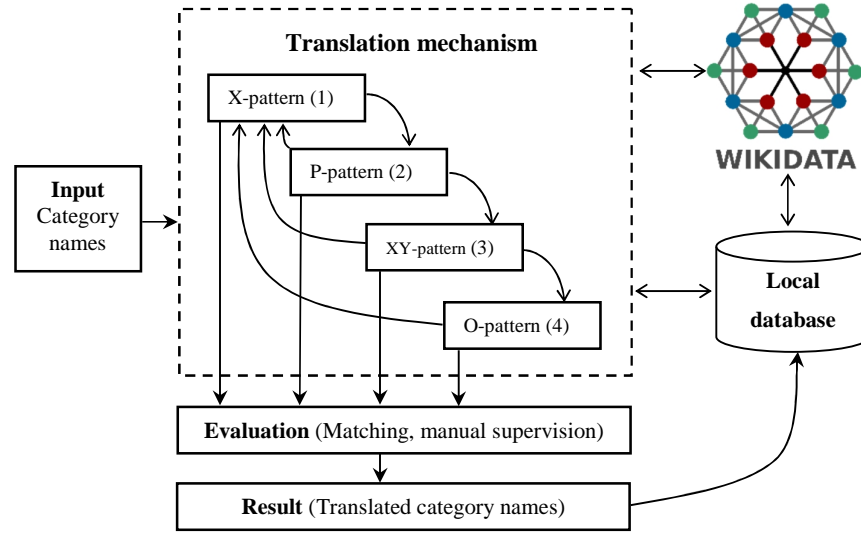 Translation mechanism
X-pattern (1)
WIKIDATA
P-pattern (2)
Input
Category
names
XY-pattern (3)
Local
database
O-pattern (4)
Evaluation (Matching, manual supervision)
Result (Translated category names)